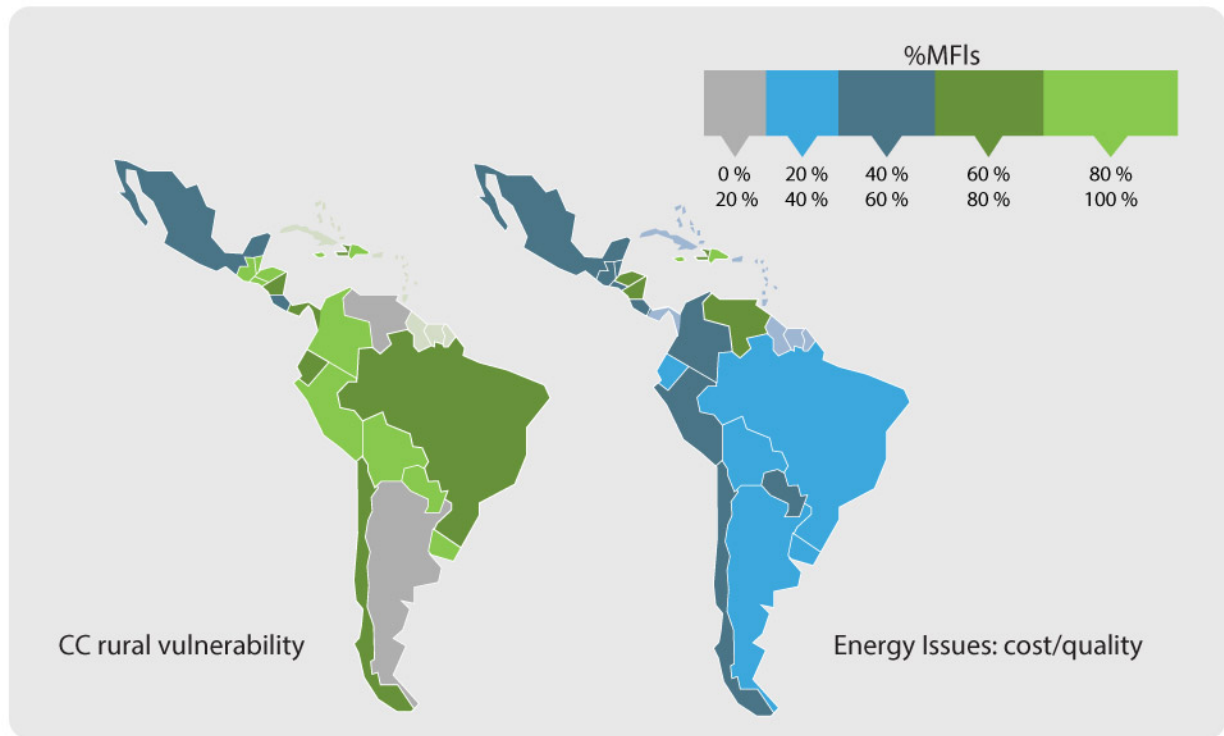 %MFIs
0 % 20 % 40 % 60 % 80 %
20 % 40 % 60 % 80 % 100 %
CC rural vulnerability
Energy Issues: cost/quality